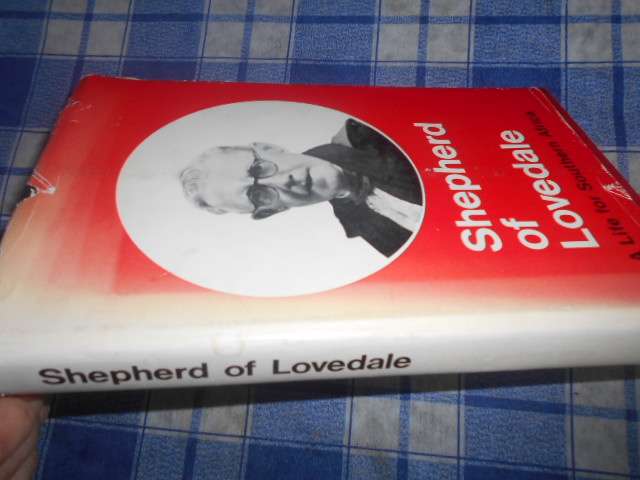 Shepherd
of
Lovedale
A Life for Southern Africa
Shepherd of Lovedale